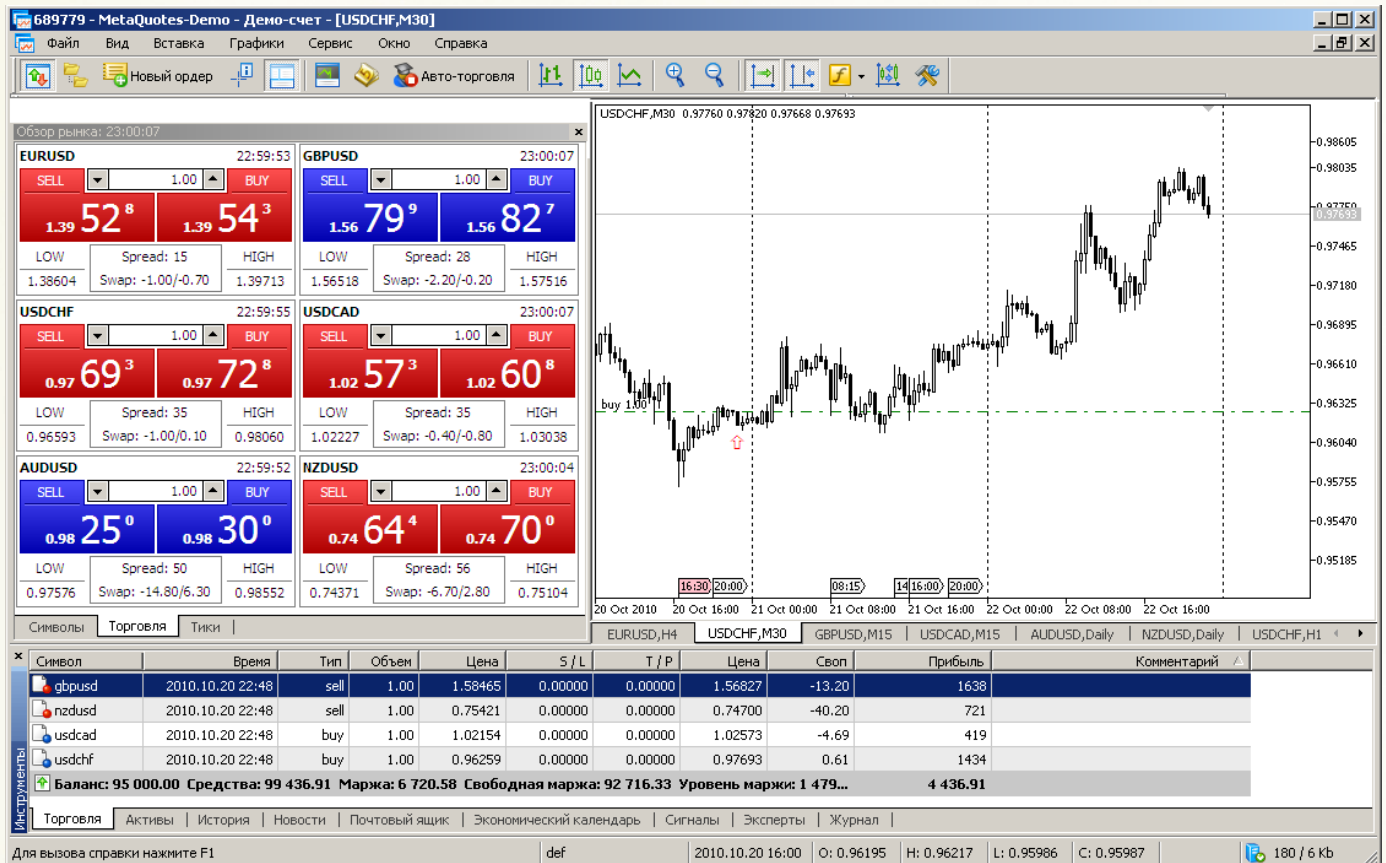 689779 - MetaQuotes-Demo - Демо-счет - [USDCHF,M30]
Файл Вид Вставка Графики Сервис Окно Справка
Новый ордер Авто-торговля
Обзор рынка: 23:00:07
EURUSD 22:59:53 GBPUSD 23:00:07
SELL 1.00 BUY SELL 1.00 BUY
1.39 52 8 1.39 54 3 1.56 79 9 1.56 82 7
LOW Spread: 15 HIGH LOW Spread: 28 HIGH
1.38604 Swap: -1.00/-0.70 1.39713 1.56518 Swap: -2.20/-0.20 1.57516
USDCHF 22:59:55 USDCAD 23:00:07
SELL 1.00 BUY SELL 1.00 BUY
0.97 69 3 0.97 72 8 1.02 57 3 1.02 60 8
LOW Spread: 35 HIGH LOW Spread: 35 HIGH
0.96593 Swap: -1.00/0.10 0.98060 1.02227 Swap: -0.40/-0.80 1.03038
AUDUSD 22:59:52 NZDUSD 23:00:04
SELL 1.00 BUY SELL 1.00 BUY
0.98 25 0 0.98 30 0 0.74 64 4 0.74 70 0
LOW Spread: 50 HIGH LOW Spread: 56 HIGH
0.97576 Swap: -14.80/6.30 0.98552 0.74371 Swap: -6.70/2.80 0.75104
Символы Торговля Тики
USDCHF,M30 0.97760 0.97820 0.97668 0.97693
0.98605
0.98035
0.97750
0.97693
0.97465
0.97180
0.96895
0.96610
buy 1.00
0.96325
0.96040
0.95755
0.95470
0.95185
16:30 20:00 08:15 14 16:00 20:00
20 Oct 2010 20 Oct 16:00 21 Oct 00:00 21 Oct 08:00 21 Oct 16:00 22 Oct 00:00 22 Oct 08:00 22 Oct 16:00
EURUSD,H4 USDCHF,M30 GBPUSD,M15 USDCAD,M15 AUDUSD,Daily NZDUSD,Daily USDCHF,H1
Символ Время Тип Объем Цена S / L T / P Цена Своп Прибыль Комментарий
gbpusd 2010.10.20 22:48 sell 1.00 1.58465 0.00000 0.00000 1.56827 -13.20 1638
nzdusd 2010.10.20 22:48 sell 1.00 0.75421 0.00000 0.00000 0.74700 -40.20 721
usdcad 2010.10.20 22:48 buy 1.00 1.02154 0.00000 0.00000 1.02573 -4.69 419
usdchf 2010.10.20 22:48 buy 1.00 0.96259 0.00000 0.00000 0.97693 0.61 1434
Баланс: 95 000.00 Средства: 99 436.91 Маржа: 6 720.58 Свободная маржа: 92 716.33 Уровень маржи: 1 479... 4 436.91
Инструменты
Торговля Активы История Новости Почтовый ящик Экономический календарь Сигналы Эксперты Журнал
Для вызова справки нажмите F1 def 2010.10.20 16:00 O: 0.96195 H: 0.96217 L: 0.95986 C: 0.95987 180 / 6 Kb